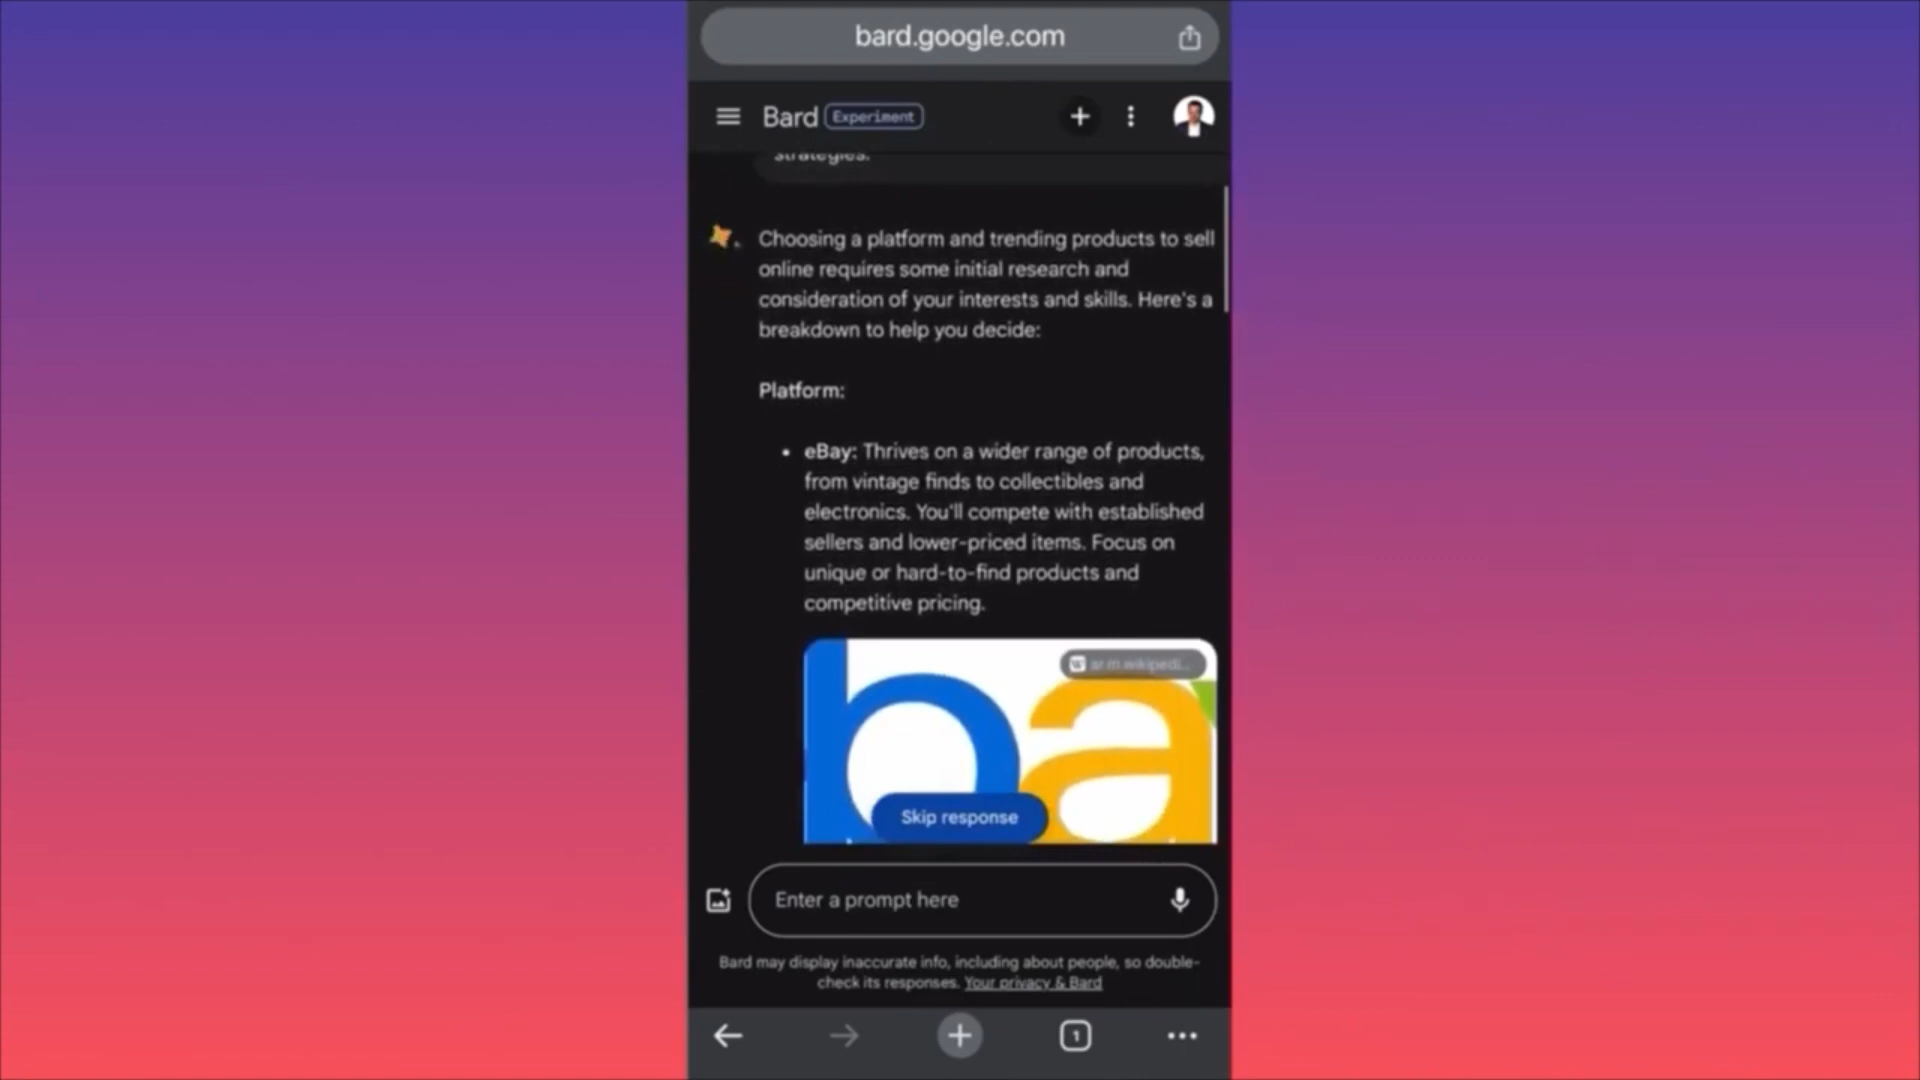 bard.google.com
Bard Experiment
strategies.
Choosing a platform and trending products to sell
online requires some initial research and
consideration of your interests and skills. Here's a
breakdown to help you decide:
Platform:
• eBay: Thrives on a wider range of products,
from vintage finds to collectibles and
electronics. You'll compete with established
sellers and lower-priced items. Focus on
unique or hard-to-find products and
competitive pricing.
W ar.m.wikipedi...
ba
Skip response
Enter a prompt here
Bard may display inaccurate info, including about people, so double-
check its responses. Your privacy & Bard
1